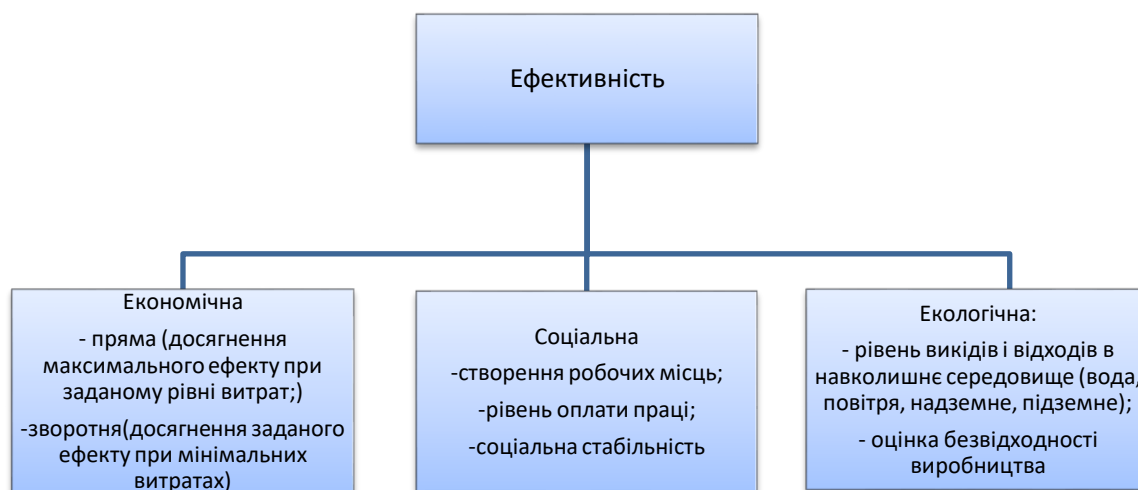 Ефективність
Економічна
- пряма (досягнення
максимального ефекту при
заданому рівні витрат;)
-зворотня(досягнення заданого
ефекту при мінімальних
витратах)
Соціальна
-створення робочих місць;
-рівень оплати праці;
-соціальна стабільність
Екологічна:
- рівень викідів і відходів в
навколишнє середовище (вода,
повітря, надземне, підземне);
- оцінка безвідходності
виробництва